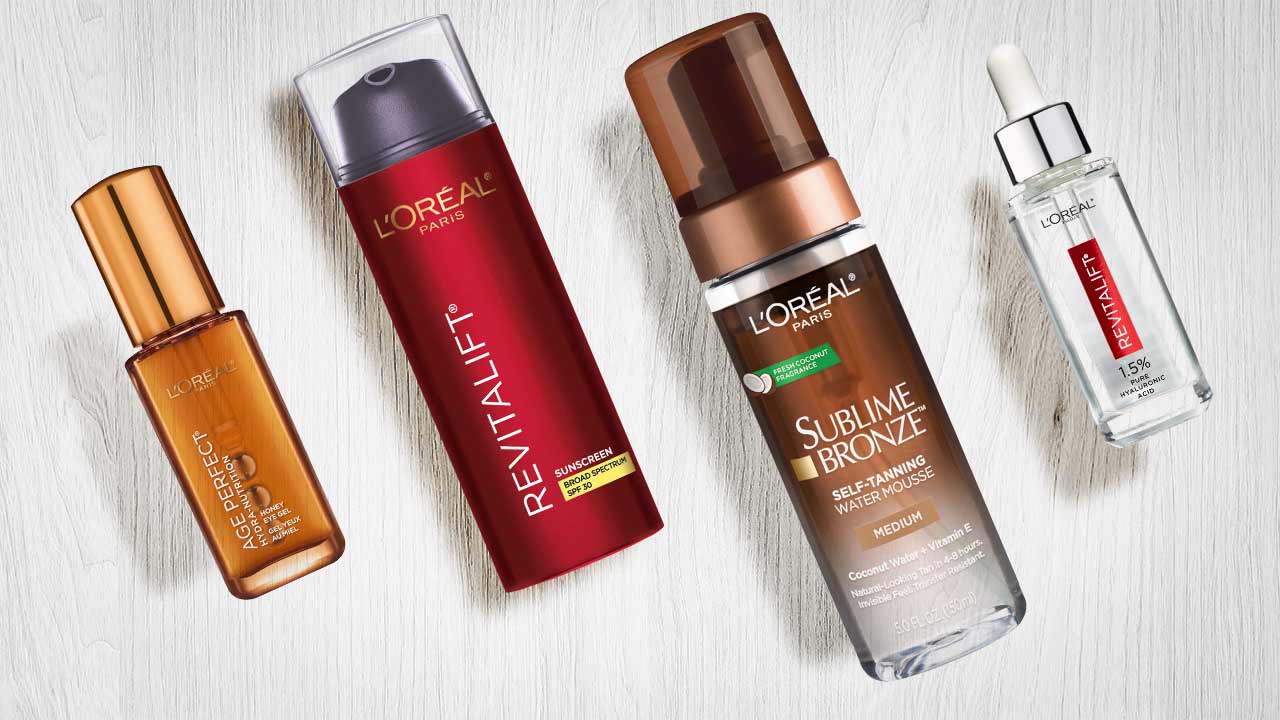 L'ORÉAL®
PARIS
AGE PERFECT®
HYDRA NUTRITION
HONEY
EYE GEL
GEL YEUX
AU MIEL
L'ORÉAL®
PARIS
REVITALIFT®
SUNSCREEN
BROAD SPECTRUM
SPF 30
L'ORÉAL®
PARIS
FRESH COCONUT
FRAGRANCE
SUBLIME
BRONZE™
SELF-TANNING
WATER MOUSSE
MEDIUM
Coconut Water + Vitamin E
Natural-Looking Tan in 4-8 hours.
Invisible Feel. Transfer Resistant.
5.0 FL. OZ. (150ml)
L'ORÉAL®
PARIS
REVITALIFT®
1.5%
PURE
HYALURONIC
ACID